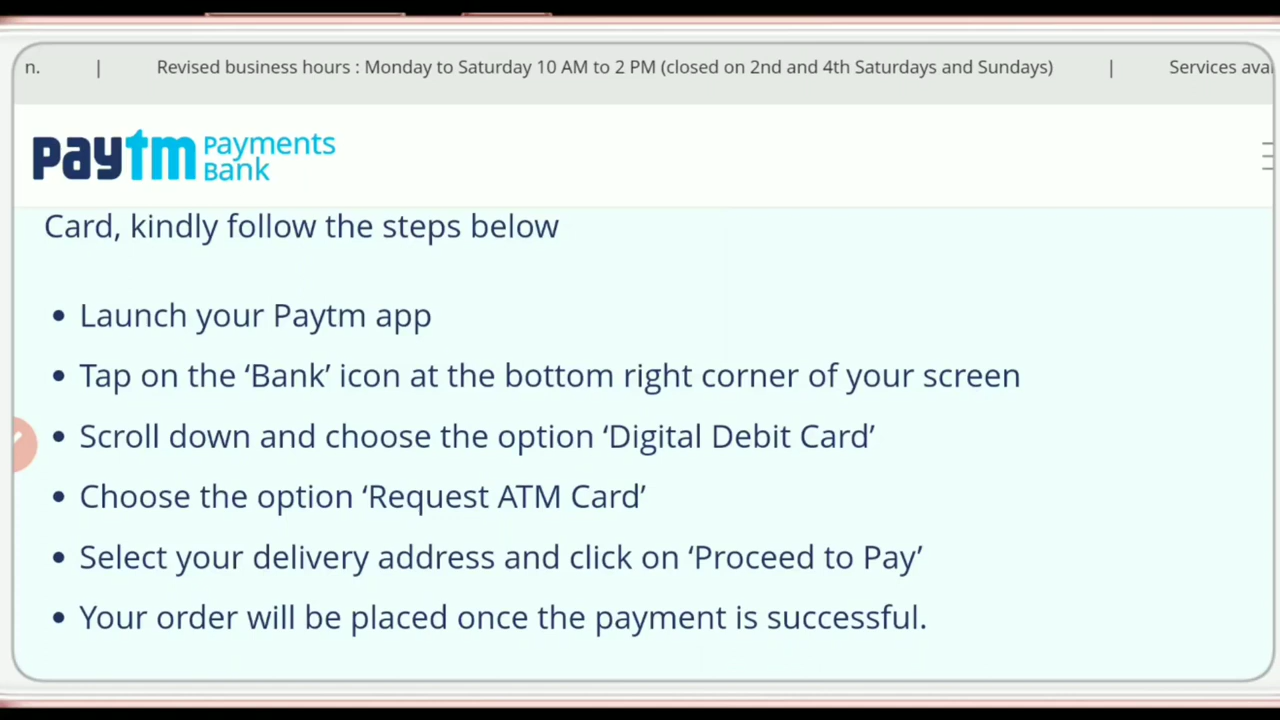 n. | Revised business hours : Monday to Saturday 10 AM to 2 PM (closed on 2nd and 4th Saturdays and Sundays) | Services ava
paytm Payments Bank
Card, kindly follow the steps below
• Launch your Paytm app
• Tap on the ‘Bank’ icon at the bottom right corner of your screen
• Scroll down and choose the option ‘Digital Debit Card’
• Choose the option ‘Request ATM Card’
• Select your delivery address and click on ‘Proceed to Pay’
• Your order will be placed once the payment is successful.